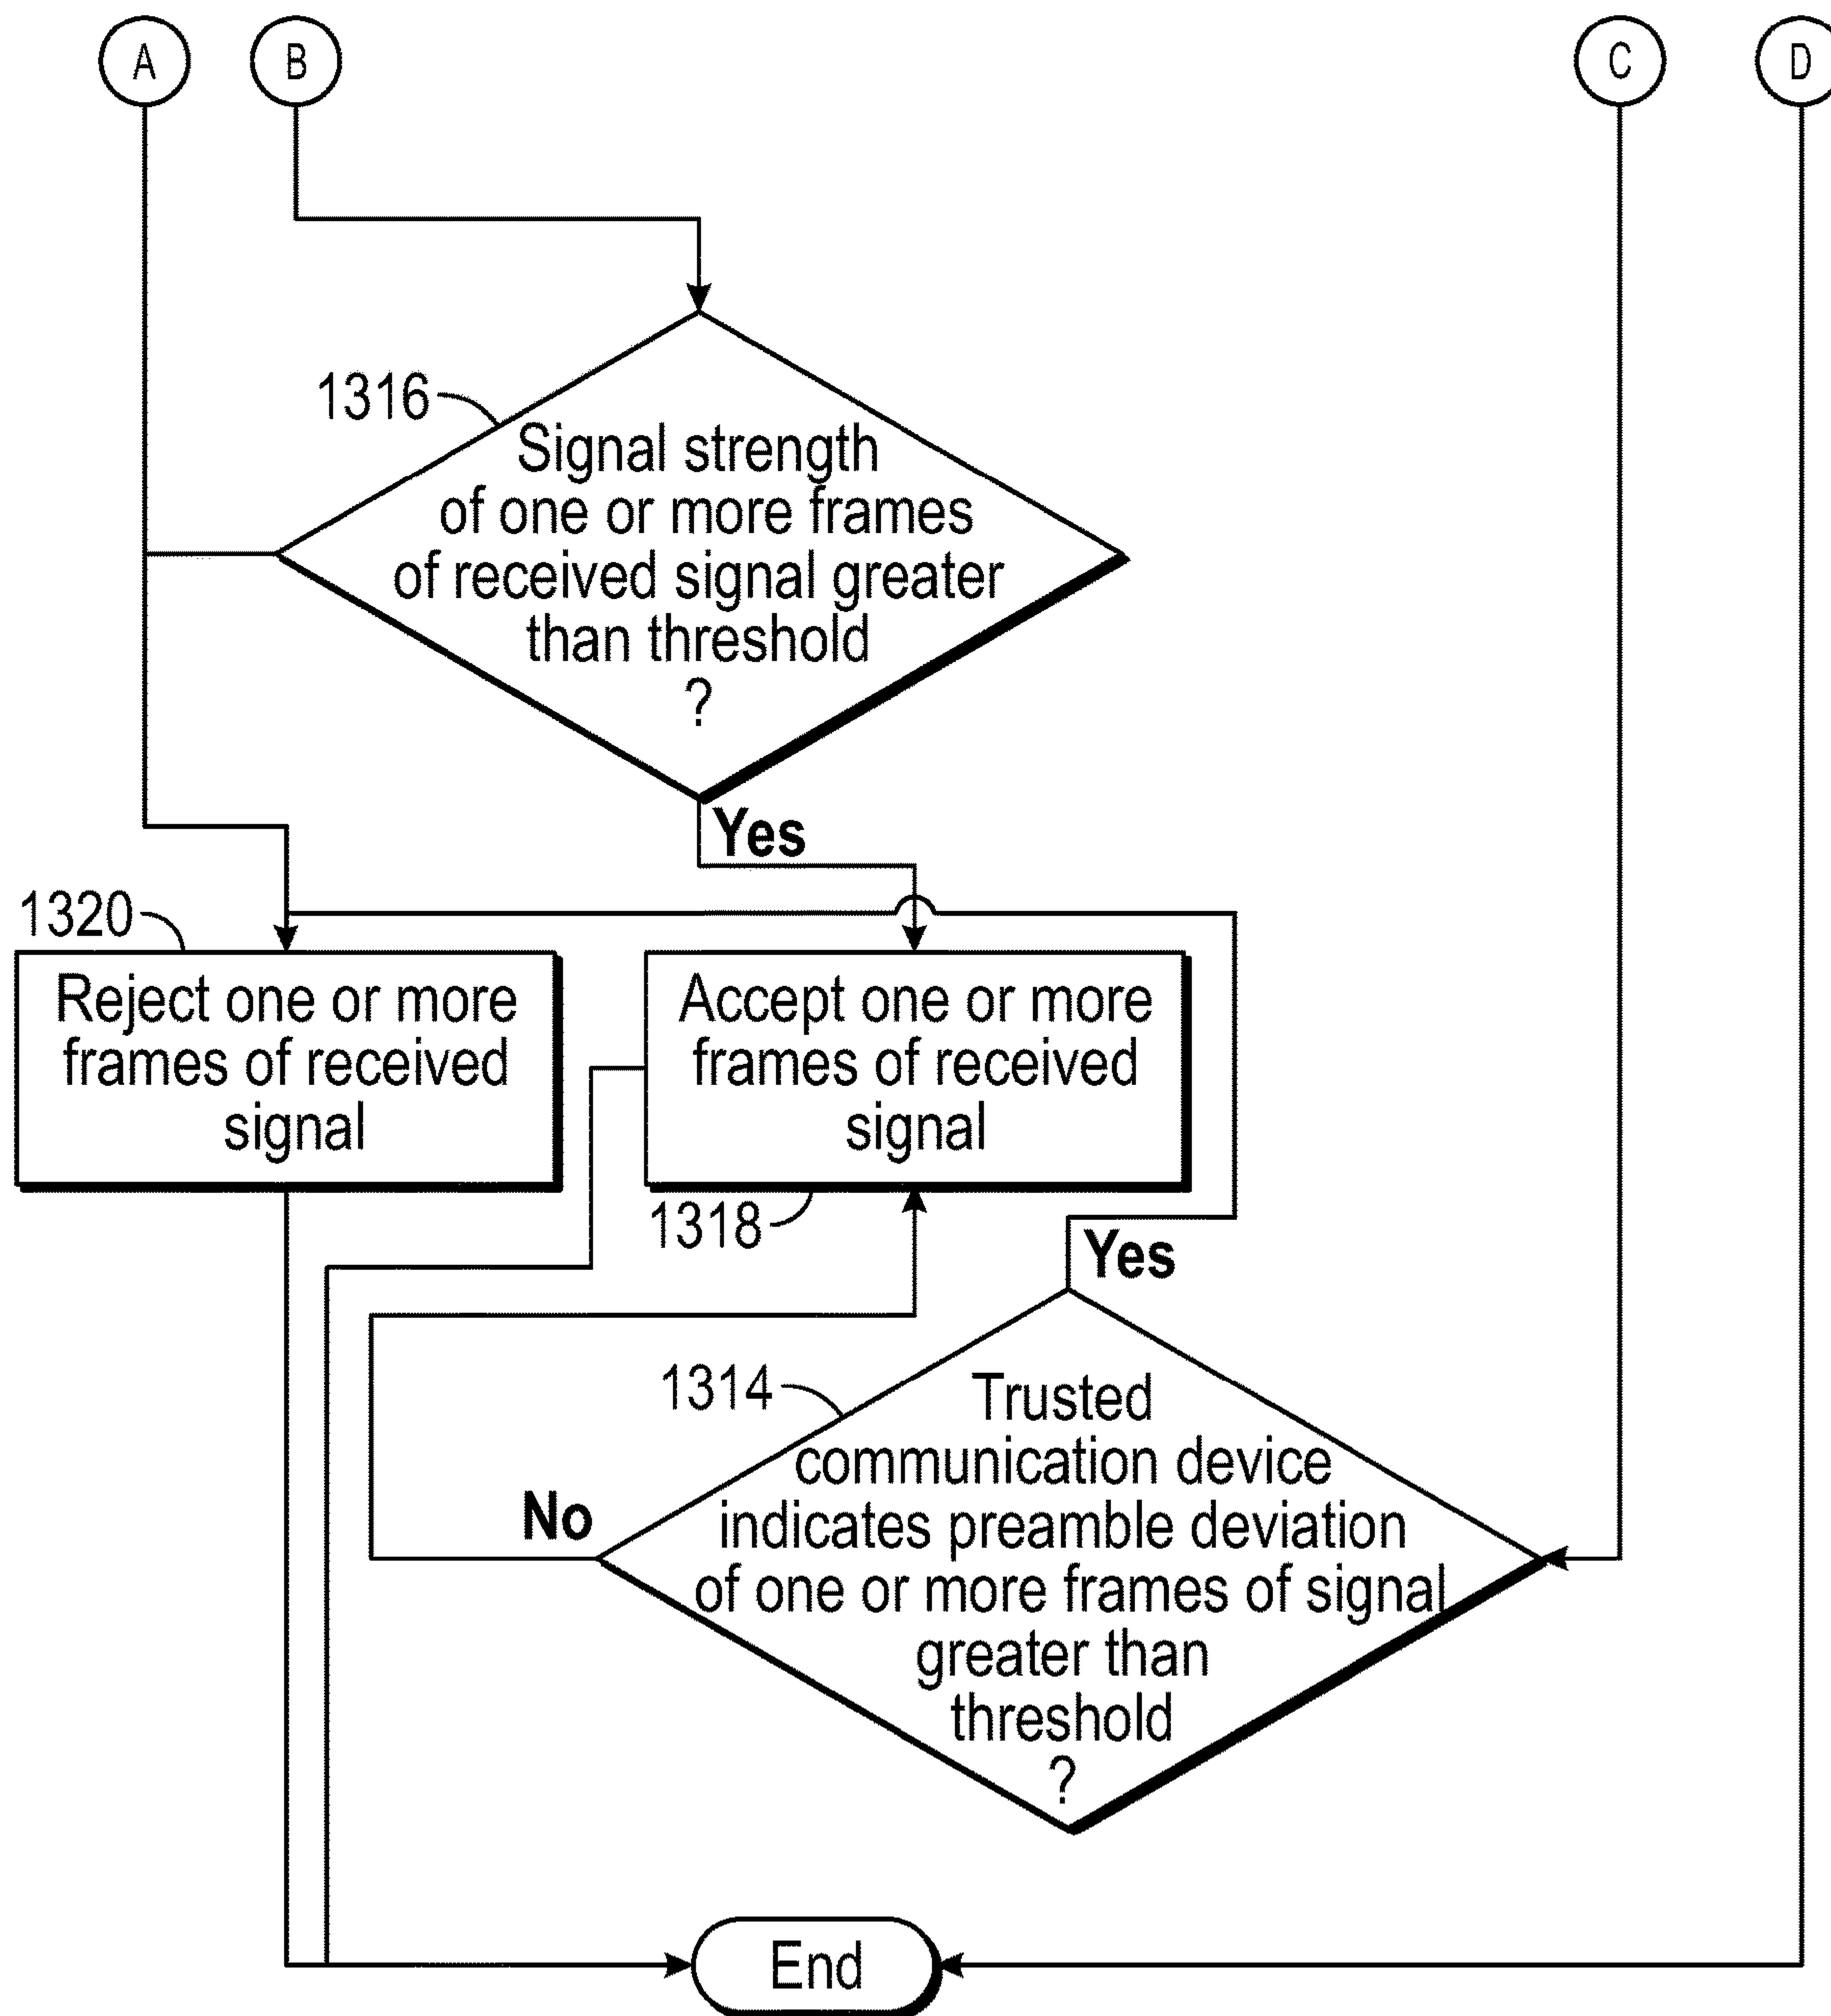 A
B
C
D
1316
Signal strength
of one or more frames
of received signal greater
than threshold
?
Yes
1320
Reject one or more
frames of received
signal
Accept one or more
frames of received
signal
1318
Yes
1314
Trusted
communication device
indicates preamble deviation
of one or more frames of signal
greater than
threshold
?
No
End